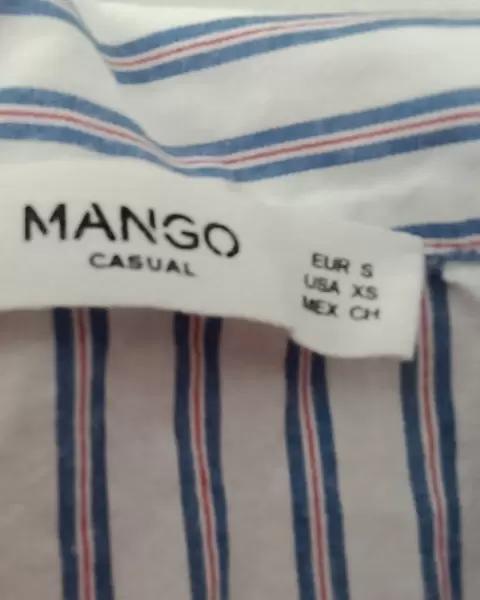 MANGO
CASUAL
EUR S
USA XS
MEX CH